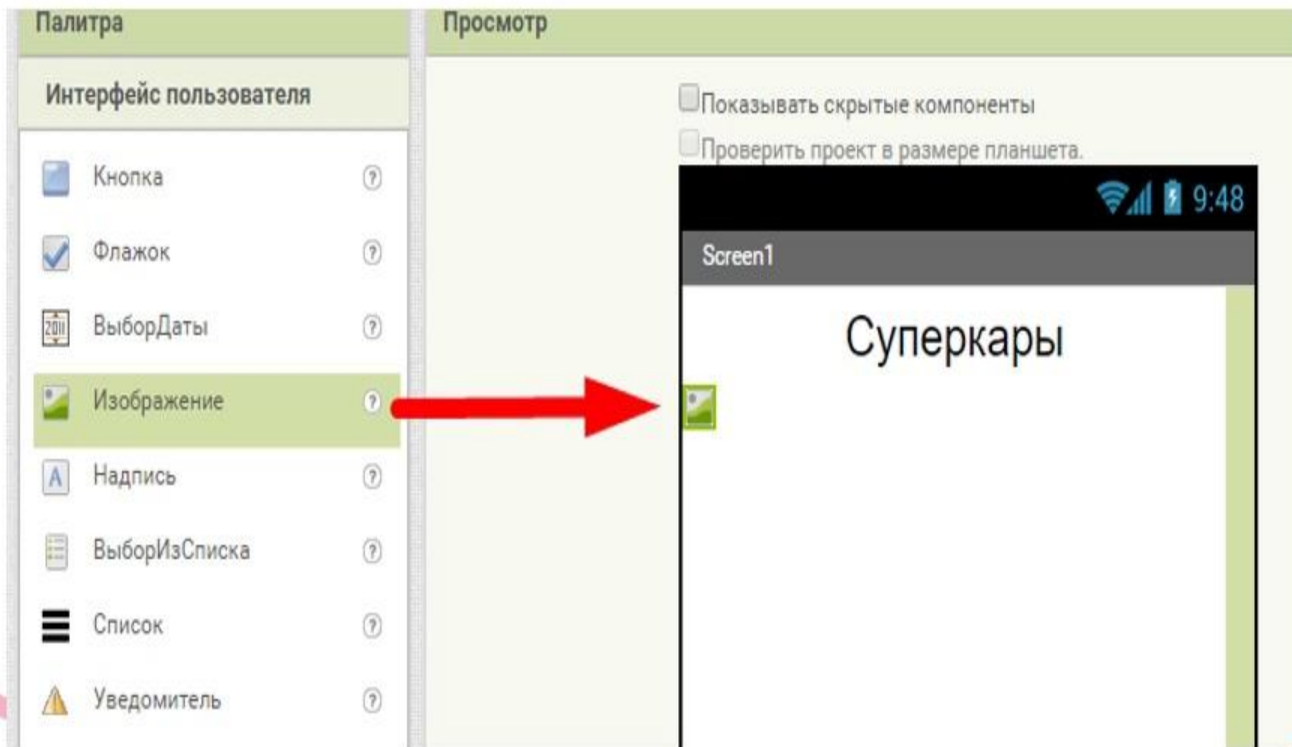 Палитра
Просмотр
Интерфейс пользователя
Показывать скрытые компоненты
Проверить проект в размере планшета.
Кнопка ?
Флажок ?
2011 ВыборДаты ?
Изображение ?
A Надпись ?
ВыборИзСписка ?
Список ?
Уведомитель ?
9:48
Screen1
Суперкары